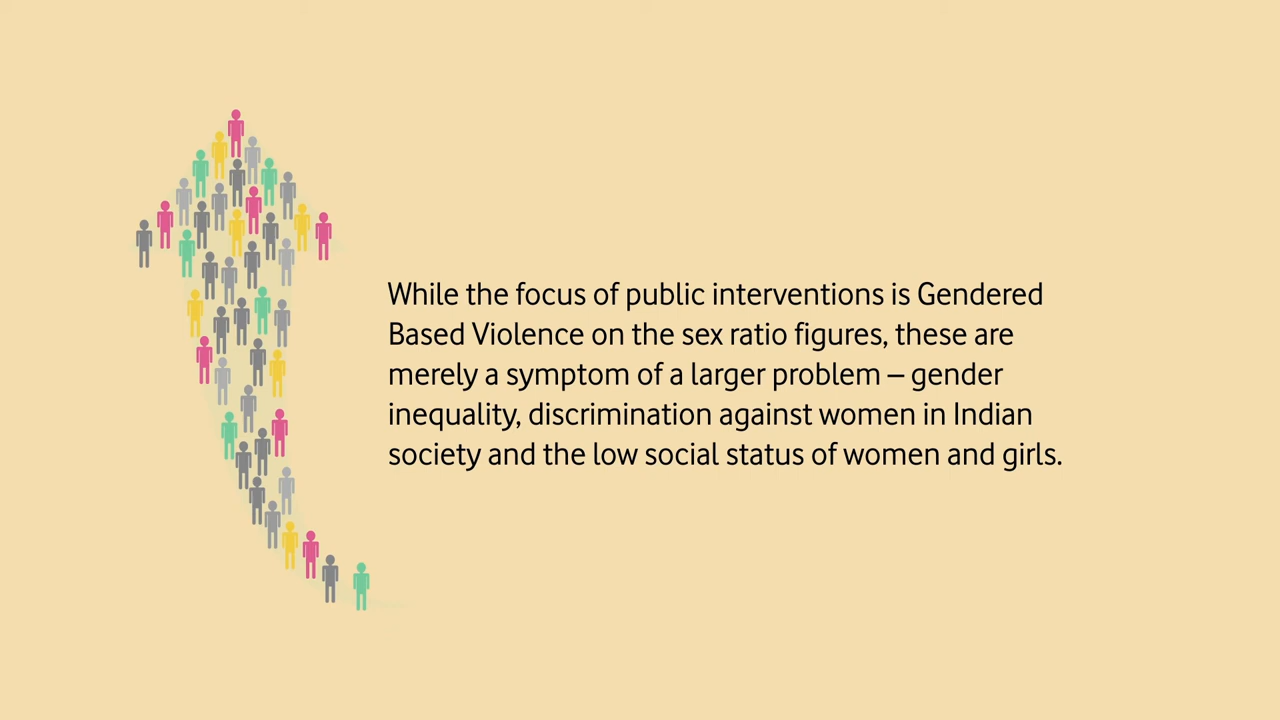 While the focus of public interventions is Gendered
Based Violence on the sex ratio figures, these are
merely a symptom of a larger problem – gender
inequality, discrimination against women in Indian
society and the low social status of women and girls.